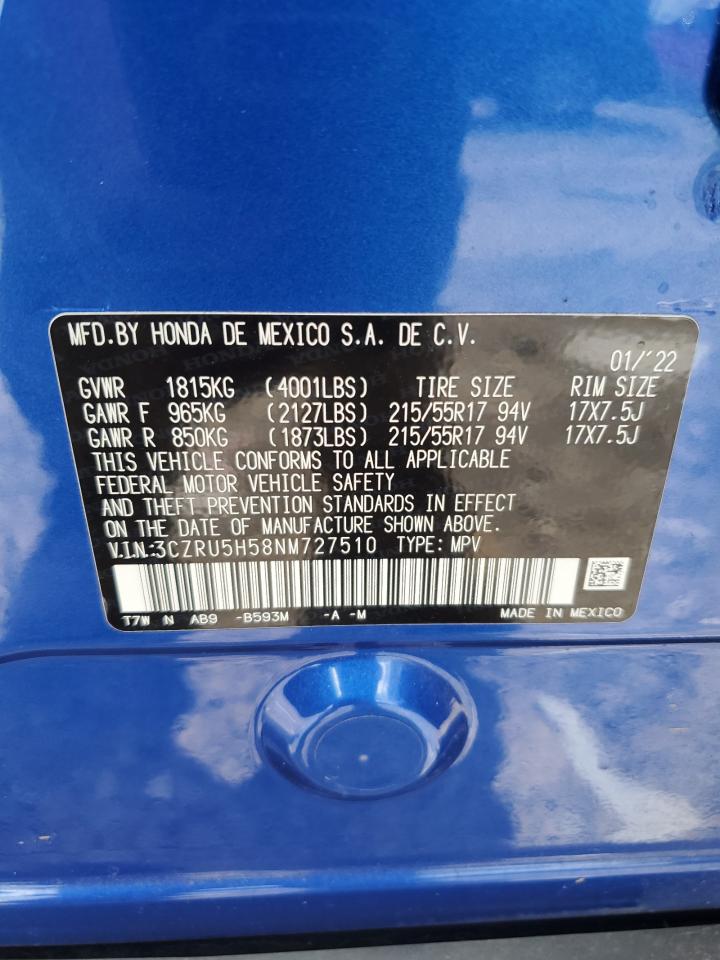 MFD.BY HONDA DE MEXICO S.A. DE C.V.
01/'22
GVWR 1815KG (4001LBS) TIRE SIZE RIM SIZE
GAWR F 965KG (2127LBS) 215/55R17 94V 17X7.5J
GAWR R 850KG (1873LBS) 215/55R17 94V 17X7.5J
THIS VEHICLE CONFORMS TO ALL APPLICABLE
FEDERAL MOTOR VEHICLE SAFETY
AND THEFT PREVENTION STANDARDS IN EFFECT
ON THE DATE OF MANUFACTURE SHOWN ABOVE.
V.I.N.:3CZRU5H58NM727510 TYPE: MPV
T7W N AB9 -B593M -A -M MADE IN MEXICO